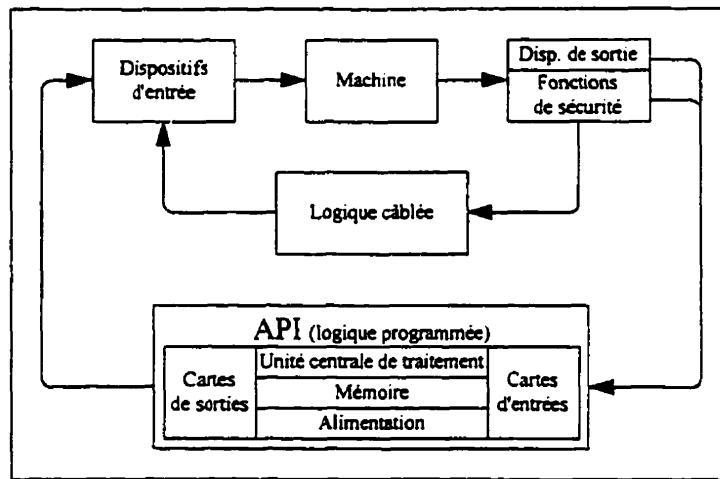 Dispositifs
d'entrée
Machine
Disp. de sortie
Fonctions
de sécurité
Logique câblée
API (logique programmée)
Cartes
de sorties
Unité centrale de traitement
Mémoire
Alimentation
Cartes
d'entrées